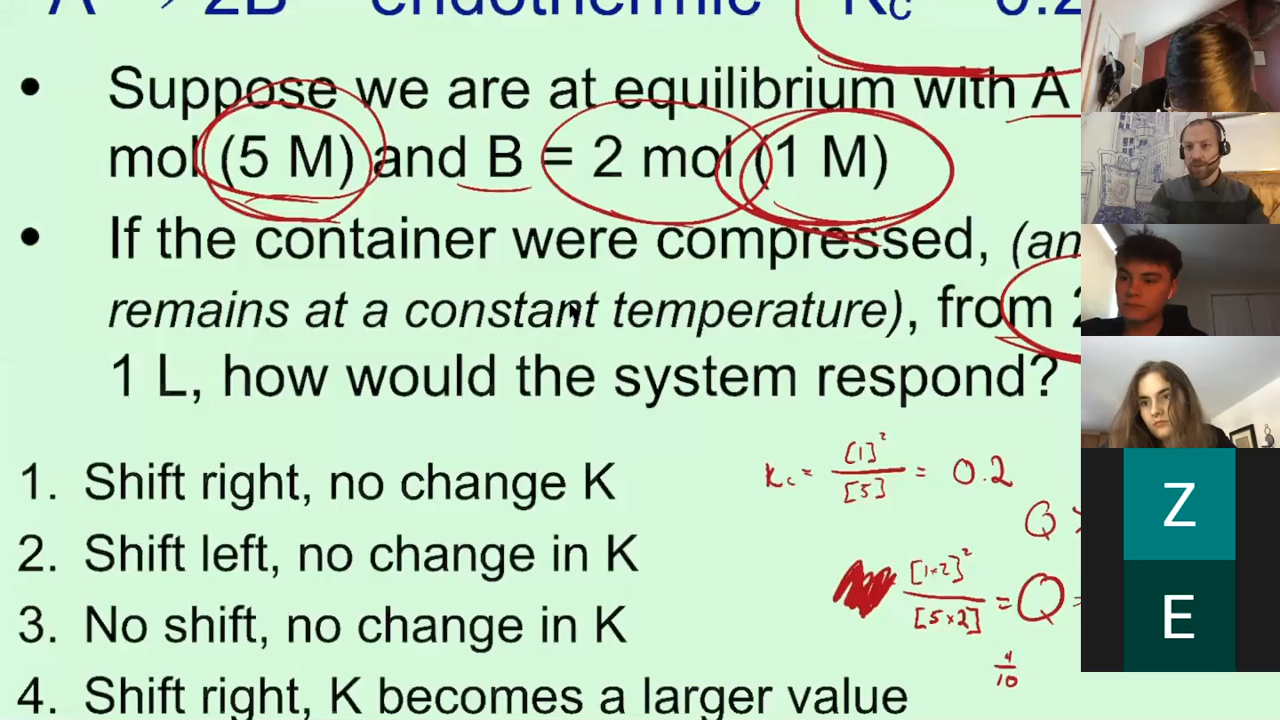 A → 2B endothermic Kc 0.2
• Suppose we are at equilibrium with A
mol (5 M) and B = 2 mol (1 M)
• If the container were compressed, (an
remains at a constant temperature), from 2
1 L, how would the system respond?
1. Shift right, no change K
2. Shift left, no change in K
3. No shift, no change in K
4. Shift right, K becomes a larger value
Kc = [1]² / [5] = 0.2
Q >
[1×2]² / [5×2] = Q =
4/10
Z
E